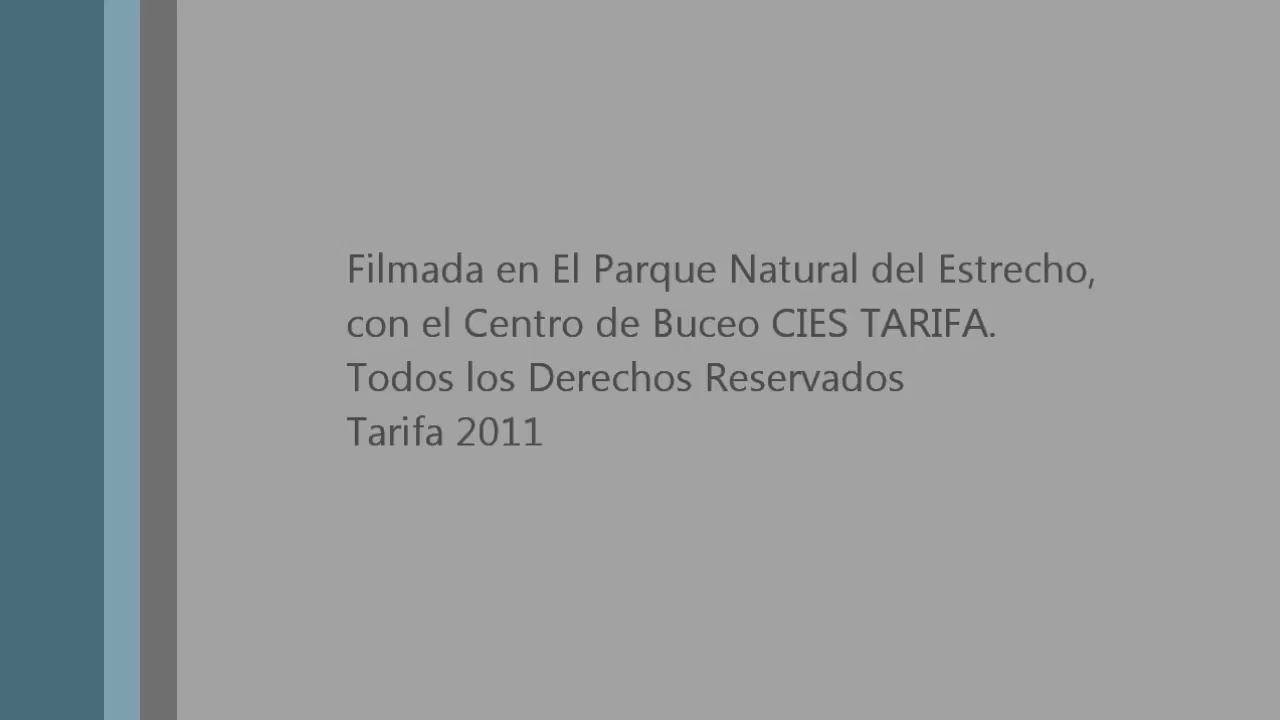 Filmada en El Parque Natural del Estrecho,
con el Centro de Buceo CIES TARIFA.
Todos los Derechos Reservados
Tarifa 2011